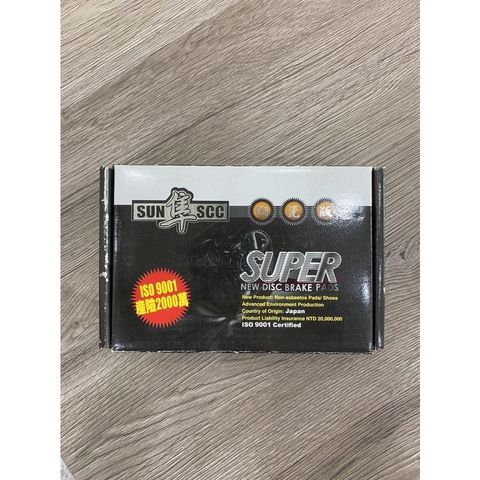 SUN 隼 SCC
ISO 9001
產險2000萬
SUPER
NEW DISC BRAKE PADS
New Product: Non-asbestos Pads/ Shoes
Advanced Environment Production
Country of Origin: Japan
Product Liability Insurance NTD 20,000,000
ISO 9001 Certified